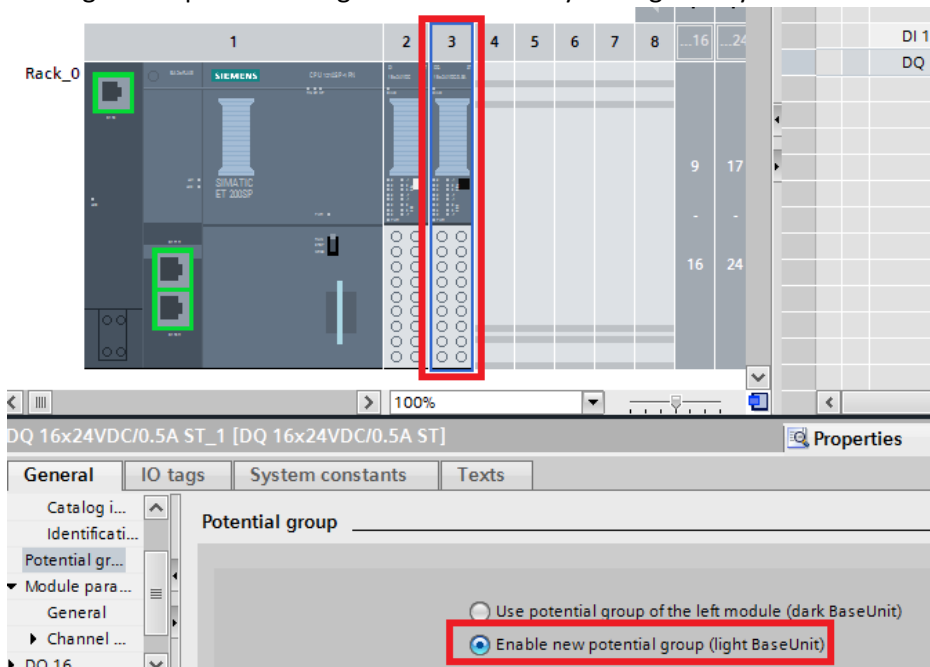 1 2 3 4 5 6 7 8 ...16 ...24
DI 1
DQ
Rack_0
SIEMENS
SIMATIC
ET 200SP
9 17
- -
16 24
100%
DQ 16x24VDC/0.5A ST_1 [DQ 16x24VDC/0.5A ST]
Properties
General IO tags System constants Texts
Catalog i...
Identificati...
Potential gr...
Module para...
General
Channel ...
DO 16
Potential group
Use potential group of the left module (dark BaseUnit)
Enable new potential group (light BaseUnit)